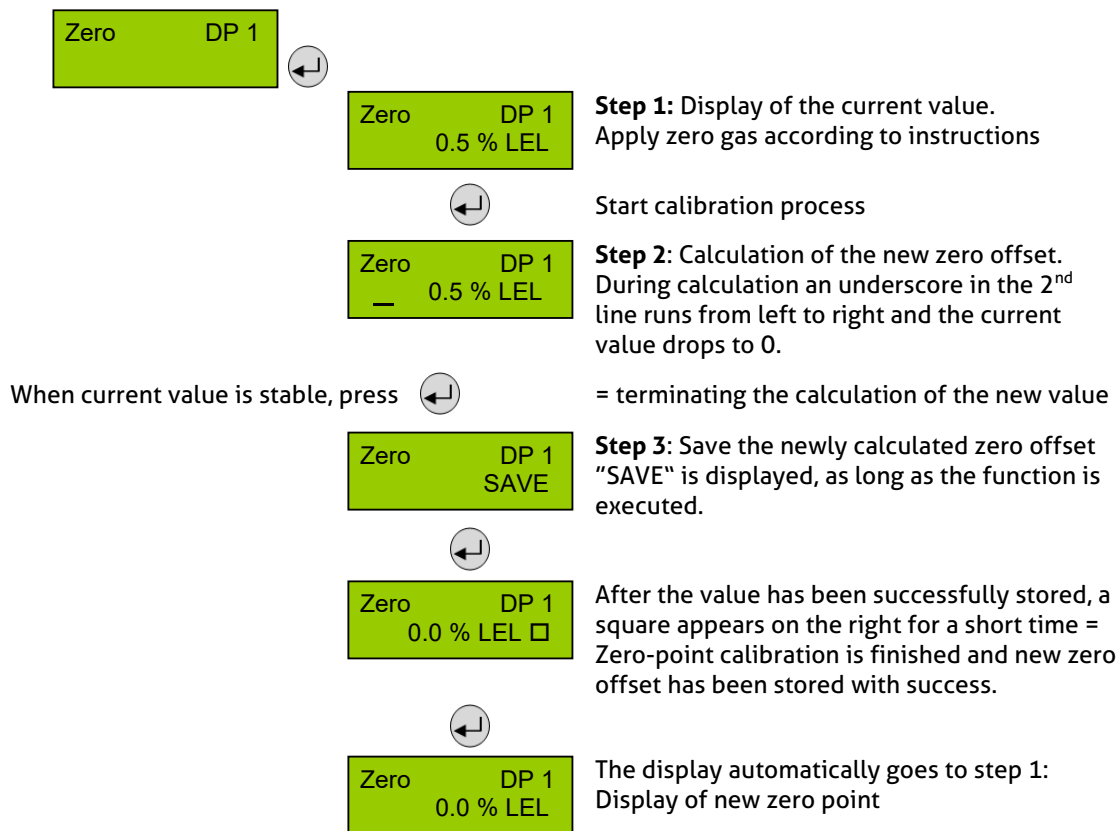 Zero DP 1
Zero DP 1
0.5 % LEL
Step 1: Display of the current value.
Apply zero gas according to instructions
Start calibration process
Zero DP 1
_ 0.5 % LEL
Step 2: Calculation of the new zero offset.
During calculation an underscore in the 2nd
line runs from left to right and the current
value drops to 0.
When current value is stable, press
= terminating the calculation of the new value
Zero DP 1
SAVE
Step 3: Save the newly calculated zero offset
"SAVE“ is displayed, as long as the function is
executed.
Zero DP 1
0.0 % LEL □
After the value has been successfully stored, a
square appears on the right for a short time =
Zero-point calibration is finished and new zero
offset has been stored with success.
Zero DP 1
0.0 % LEL
The display automatically goes to step 1:
Display of new zero point